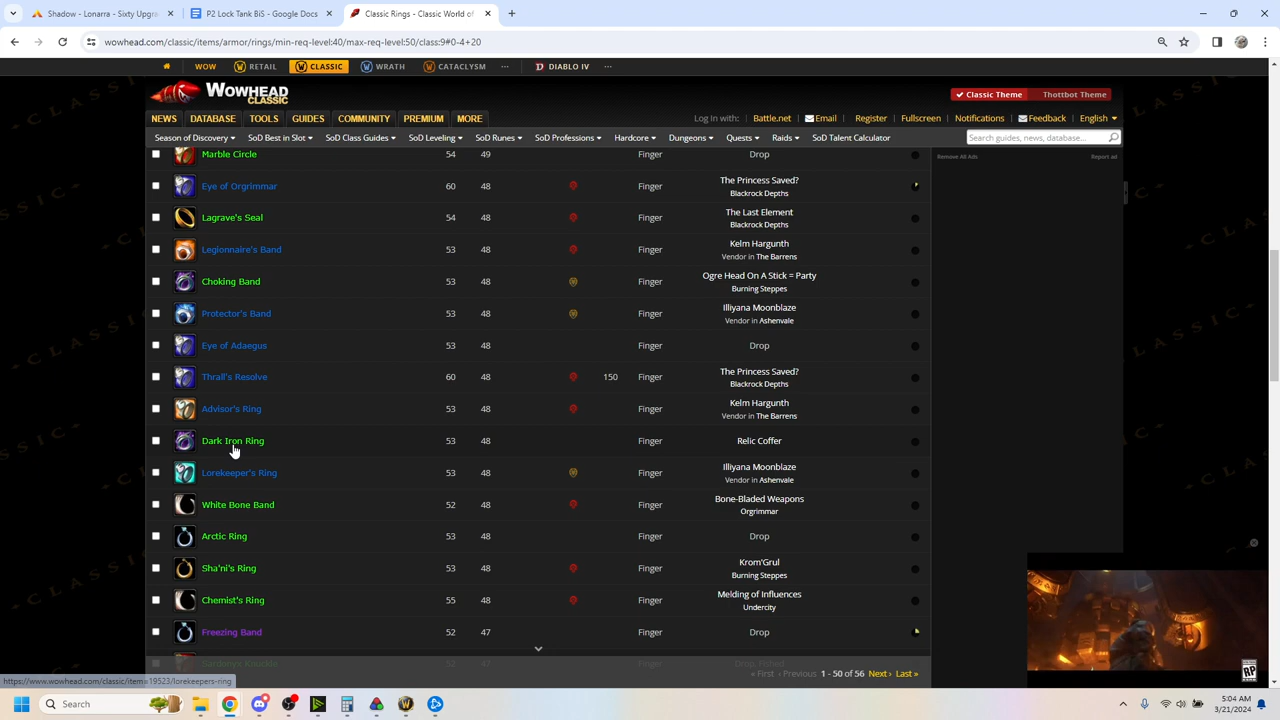 Shadow - Lonarra - Sixty Upgra
P2 Lock Tank BiS - Google Docs
Classic Rings - Classic World of
wowhead.com/classic/items/armor/rings/min-req-level:40/max-req-level:50/class:9#0-4+20
WOW RETAIL CLASSIC WRATH CATACLYSM ... DIABLO IV ...
WOWHEAD CLASSIC
Classic Theme Thottbot Theme
NEWS DATABASE TOOLS GUIDES COMMUNITY PREMIUM MORE
Log In with: Battle.net Email Register Fullscreen Notifications Feedback English
Season of Discovery SoD Best in Slot SoD Class Guides SoD Leveling SoD Runes SoD Professions Hardcore Dungeons Quests Raids SoD Talent Calculator
Search guides, news, database...
Remove All Ads Report ad
Marble Circle 54 49 Finger Drop
Eye of Orgrimmar 60 48 Finger The Princess Saved?
Blackrock Depths
Lagrave's Seal 54 48 Finger The Last Element
Blackrock Depths
Legionnaire's Band 53 48 Finger Kelm Hargunth
Vendor in The Barrens
Choking Band 53 48 Finger Ogre Head On A Stick = Party
Burning Steppes
Protector's Band 53 48 Finger Illiyana Moonblaze
Vendor in Ashenvale
Eye of Adaegus 53 48 Finger Drop
Thrall's Resolve 60 48 150 Finger The Princess Saved?
Blackrock Depths
Advisor's Ring 53 48 Finger Kelm Hargunth
Vendor in The Barrens
Dark Iron Ring 53 48 Finger Relic Coffer
Lorekeeper's Ring 53 48 Finger Illiyana Moonblaze
Vendor in Ashenvale
White Bone Band 52 48 Finger Bone-Bladed Weapons
Orgrimmar
Arctic Ring 53 48 Finger Drop
Sha'ni's Ring 53 48 Finger Krom'Grul
Burning Steppes
Chemist's Ring 55 48 Finger Melding of Influences
Undercity
Freezing Band 52 47 Finger Drop
Sandstone Knuckle 52 47 Finger Drop, Fished
« First ‹ Previous 1 - 50 of 56 Next › Last »
https://www.wowhead.com/classic/item=19523/lorekeepers-ring
RP
Search
5:04 AM
3/21/2024